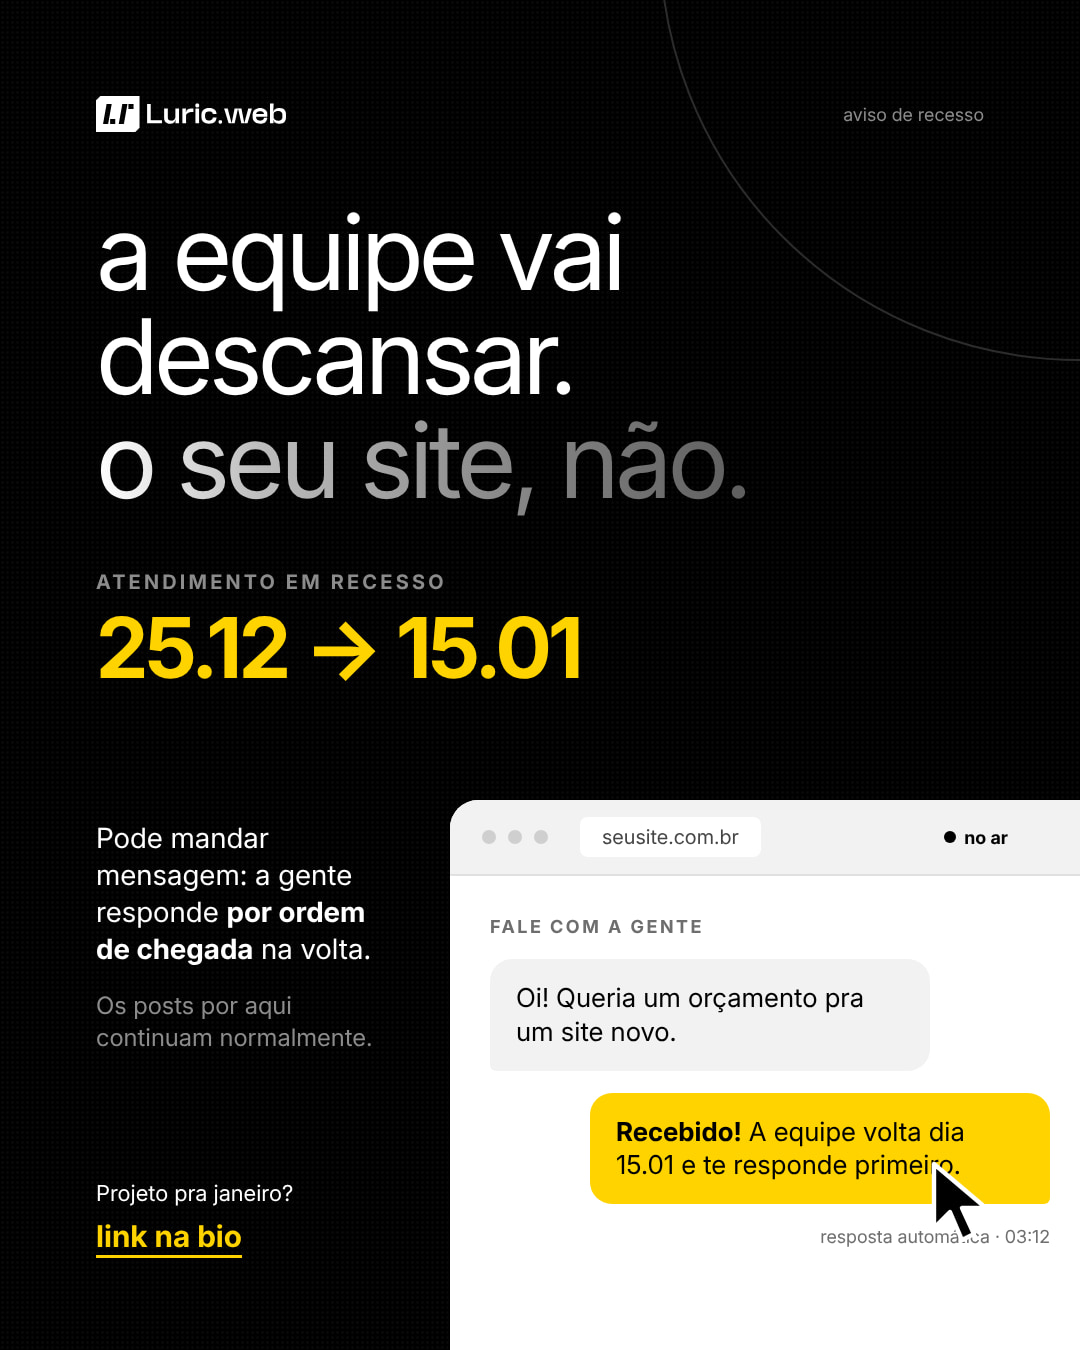 Luric.web
aviso de recesso
a equipe vai
descansar.
o seu site, não.
ATENDIMENTO EM RECESSO
25.12 → 15.01
Pode mandar
mensagem: a gente
responde por ordem
de chegada na volta.
Os posts por aqui
continuam normalmente.
Projeto pra janeiro?
link na bio
seusite.com.br
no ar
FALE COM A GENTE
Oi! Queria um orçamento pra
um site novo.
Recebido! A equipe volta dia
15.01 e te responde primeiro.
resposta automática · 03:12